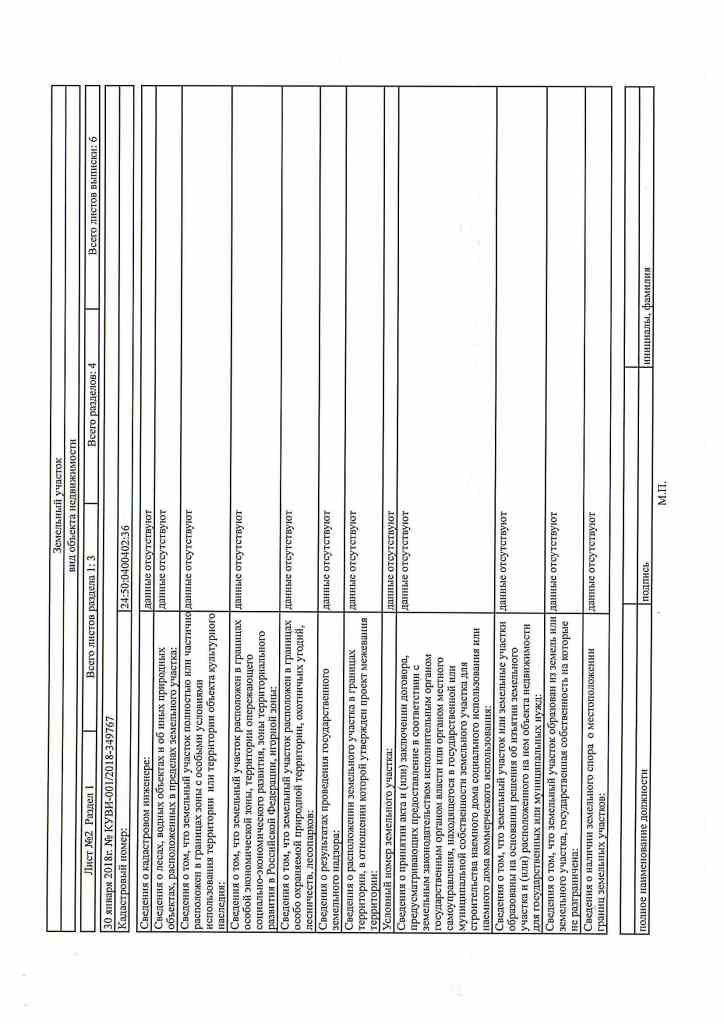 Земельный участок
вид объекта недвижимости
Лист №2 Раздел 1
Всего листов раздела 1: 3
Всего разделов: 4
Всего листов выписки: 6
30 января 2018г. № КУВИ-001/2018-349767
Кадастровый номер:
24:50:0400402:36
Сведения о кадастровом инженере:
данные отсутствуют
Сведения о лесах, водных объектах и об иных природных
объектах, расположенных в пределах земельного участка:
данные отсутствуют
Сведения о том, что земельный участок полностью или частично
расположен в границах зоны с особыми условиями
использования территории или территории объекта культурного
наследия:
данные отсутствуют
Сведения о том, что земельный участок расположен в границах
особой экономической зоны, территории опережающего
социально-экономического развития, зоны территориального
развития в Российской Федерации, игорной зоны:
данные отсутствуют
Сведения о том, что земельный участок расположен в границах
особо охраняемой природной территории, охотничьих угодий,
лесничеств, лесопарков:
данные отсутствуют
Сведения о результатах проведения государственного
земельного надзора:
данные отсутствуют
Сведения о расположении земельного участка в границах
территории, в отношении которой утвержден проект межевания
территории:
данные отсутствуют
Условный номер земельного участка:
данные отсутствуют
Сведения о принятии акта и (или) заключении договора,
предусматривающих предоставление в соответствии с
земельным законодательством исполнительным органом
государственной власти или органом местного
самоуправления, находящегося в государственной или
муниципальной собственности земельного участка для
строительства наемного дома социального использования или
наемного дома коммерческого использования:
данные отсутствуют
Сведения о том, что земельный участок или земельные участки
образованы на основании решения об изъятии земельного
участка и (или) расположенного на нем объекта недвижимости
для государственных или муниципальных нужд:
данные отсутствуют
Сведения о том, что земельный участок образован из земель или
земельного участка, государственная собственность на которые
не разграничена:
данные отсутствуют
Сведения о наличии земельного спора о местоположении
границ земельных участков:
данные отсутствуют
полное наименование должности
подпись
инициалы, фамилия
М.П.